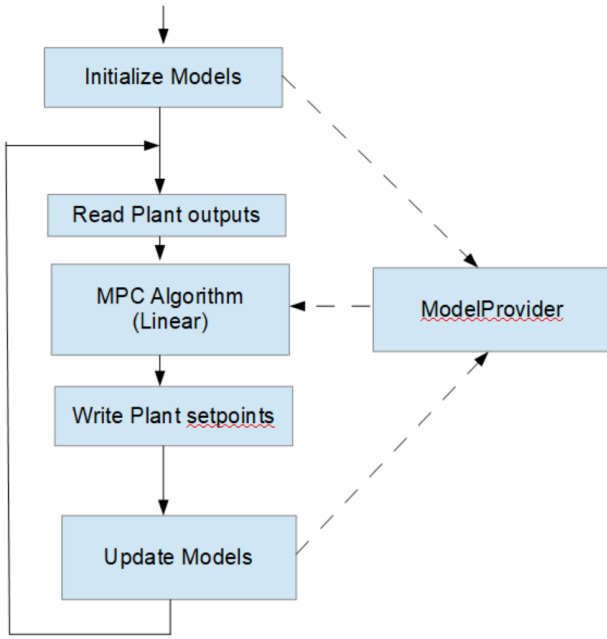 Initialize Models
Read Plant outputs
MPC Algorithm
(Linear)
ModelProvider
Write Plant setpoints
Update Models